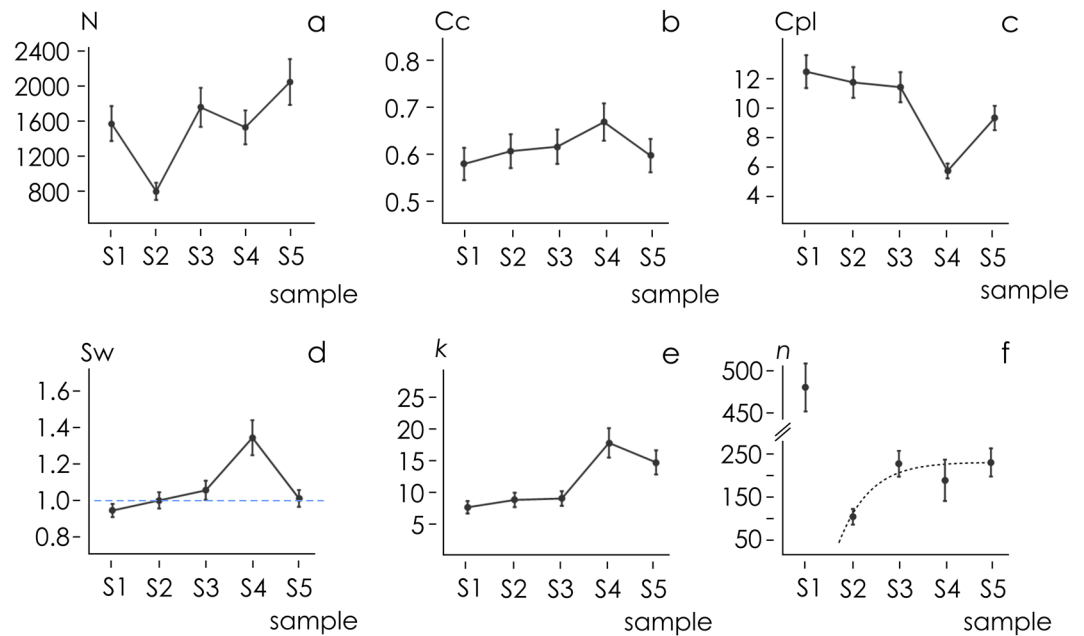 N a
2400
2000
1600
1200
800
S1 S2 S3 S4 S5
sample
Cc b
0.8
0.7
0.6
0.5
S1 S2 S3 S4 S5
sample
Cpl c
12
10
8
6
4
S1 S2 S3 S4 S5
sample
Sw d
1.6
1.4
1.2
1.0
0.8
S1 S2 S3 S4 S5
sample
k e
25
20
15
10
5
S1 S2 S3 S4 S5
sample
n f
500
450
250
150
50
S1 S2 S3 S4 S5
sample